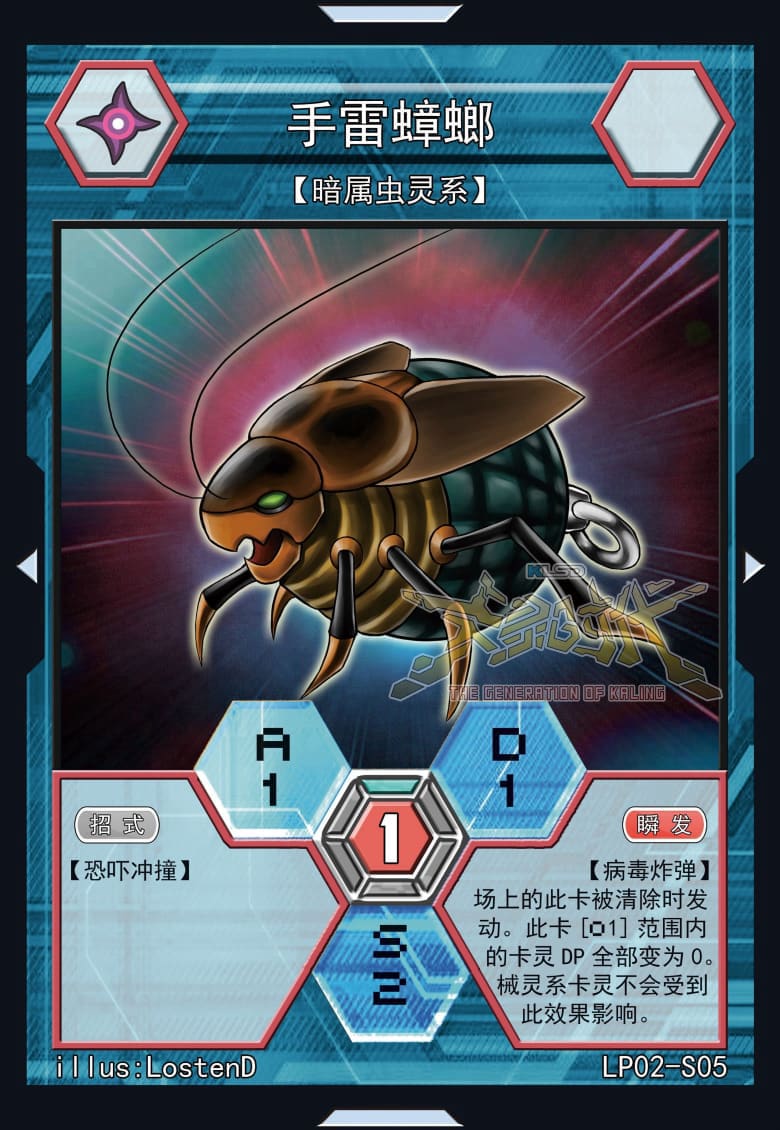 手雷蟑螂
【暗属虫灵系】
KLSD
THE GENERATION OF KALING
A
1
D
1
1
S
2
招式
【恐吓冲撞】
瞬发
【病毒炸弹】
场上的此卡被清除时发
动。此卡[o1]范围内
的卡灵DP全部变为0。
械灵系卡灵不会受到
此效果影响。
illus:LostenD
LP02-S05